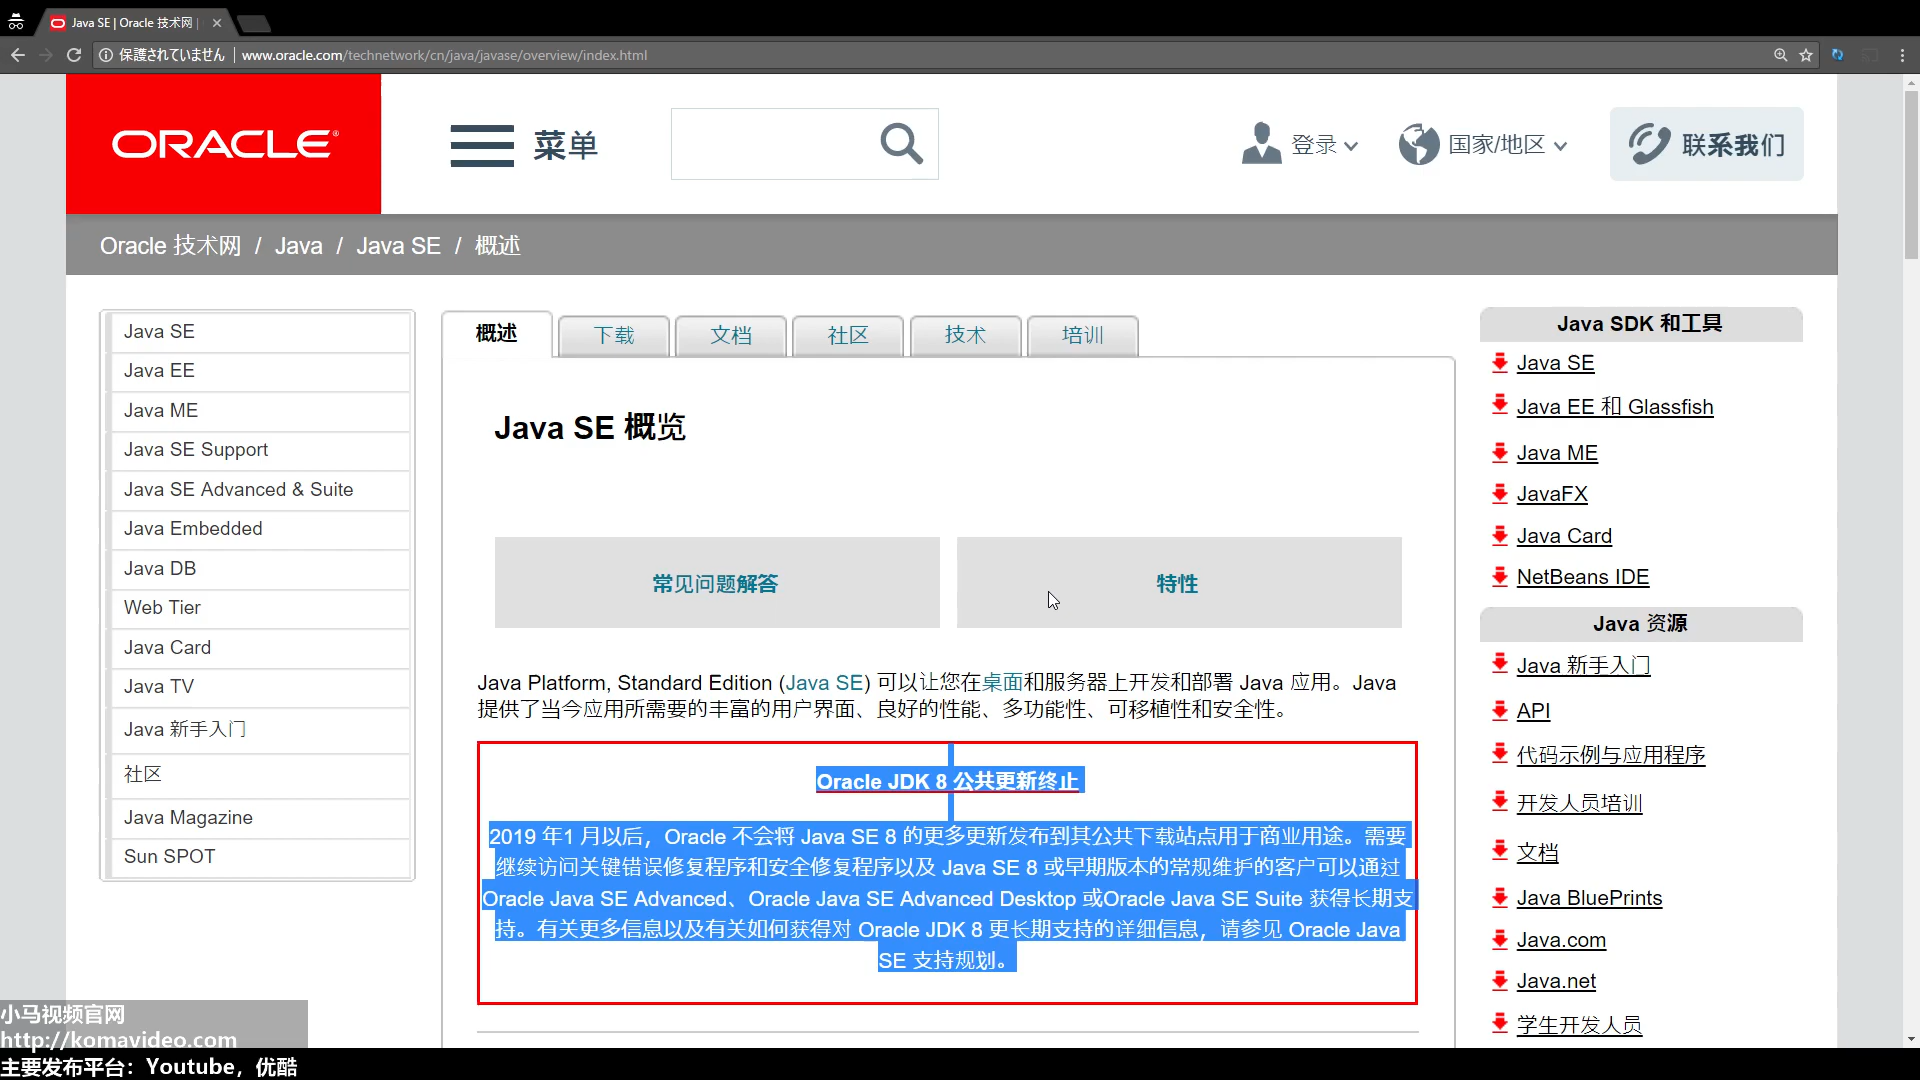 Java SE | Oracle 技术网 |
保護されていません
www.oracle.com/technetwork/cn/java/javase/overview/index.html
ORACLE®
菜单
登录
国家/地区
联系我们
Oracle 技术网 / Java / Java SE / 概述
Java SE
Java EE
Java ME
Java SE Support
Java SE Advanced & Suite
Java Embedded
Java DB
Web Tier
Java Card
Java TV
Java 新手入门
社区
Java Magazine
Sun SPOT
概述
下载
文档
社区
技术
培训
Java SE 概览
常见问题解答
特性
Java Platform, Standard Edition (Java SE) 可以让您在桌面和服务器上开发和部署 Java 应用。Java
提供了当今应用所需要的丰富的用户界面、良好的性能、多功能性、可移植性和安全性。
Oracle JDK 8 公共更新终止
2019 年1 月以后，Oracle 不会将 Java SE 8 的更多更新发布到其公共下载站点用于商业用途。需要
继续访问关键错误修复程序和安全修复程序以及 Java SE 8 或早期版本的常规维护的客户可以通过
Oracle Java SE Advanced、Oracle Java SE Advanced Desktop 或Oracle Java SE Suite 获得长期支
持。有关更多信息以及有关如何获得对 Oracle JDK 8 更长期支持的详细信息，请参见 Oracle Java
SE 支持规划。
Java SDK 和工具
Java SE
Java EE 和 Glassfish
Java ME
JavaFX
Java Card
NetBeans IDE
Java 资源
Java 新手入门
API
代码示例与应用程序
开发人员培训
文档
Java BluePrints
Java.com
Java.net
学生开发人员
小马视频官网
http://komavideo.com
主要发布平台：Youtube，优酷